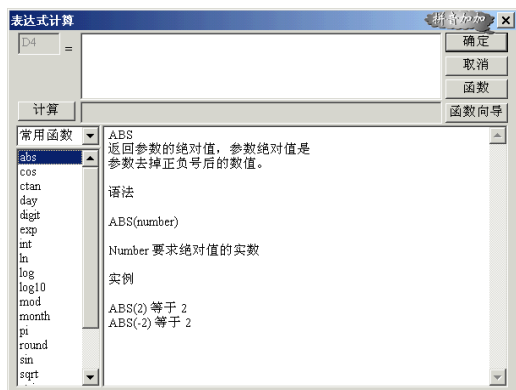 表达式计算
拼音加加
D4 =
确定
取消
函数
计算
函数向导
常用函数
abs
cos
ctan
day
digit
exp
int
ln
log
log10
mod
month
pi
round
sin
sqrt
ABS
返回参数的绝对值，参数绝对值是
参数去掉正负号后的数值。
语法
ABS(number)
Number 要求绝对值的实数
实例
ABS(2) 等于 2
ABS(-2) 等于 2